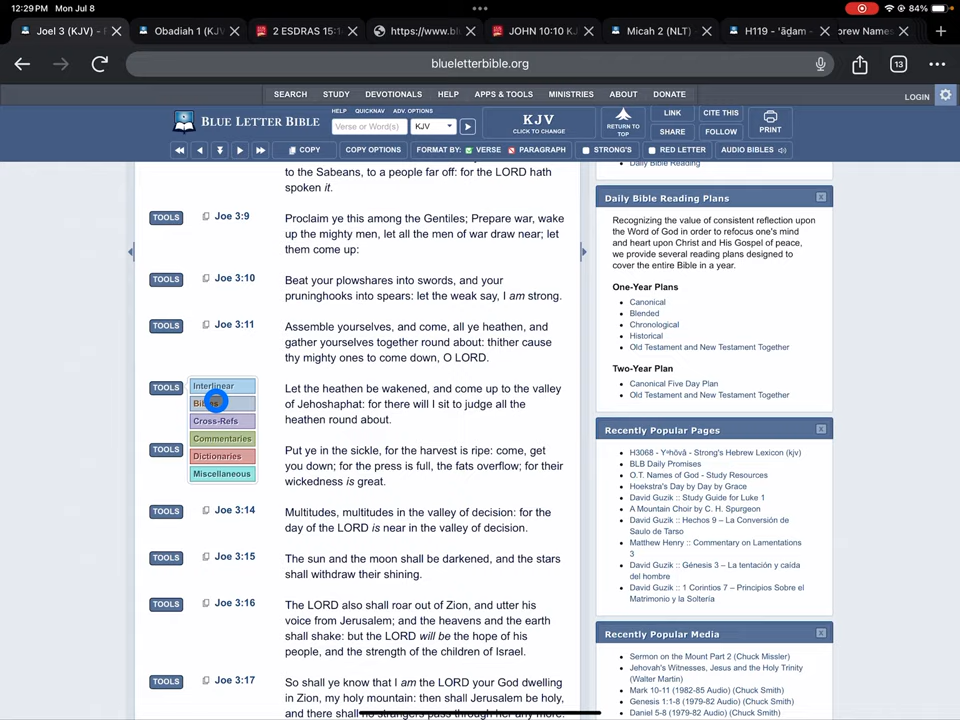 12:29 PM Mon Jul 8
84%
Joel 3 (KJV) -
Obadiah 1 (KJV)
2 ESDRAS 15:1
https://www.bl
JOHN 10:10 KJ
Micah 2 (NLT)
H119 - 'āḏam -
rew Names
blueletterbible.org
13
SEARCH STUDY DEVOTIONALS HELP APPS & TOOLS MINISTRIES ABOUT DONATE
LOGIN
BLUE LETTER BIBLE
HELP QUICKNAV ADV. OPTIONS
Verse or Word(s)
KJV
KJV
CLICK TO CHANGE
RETURN TO TOP
LINK
CITE THIS
SHARE
FOLLOW
PRINT
COPY
COPY OPTIONS
FORMAT BY: VERSE PARAGRAPH
STRONG'S
RED LETTER
AUDIO BIBLES
to the Sabeans, to a people far off: for the LORD hath
spoken it.
TOOLS Joe 3:9 Proclaim ye this among the Gentiles; Prepare war, wake
up the mighty men, let all the men of war draw near; let
them come up:
TOOLS Joe 3:10 Beat your plowshares into swords, and your
pruninghooks into spears: let the weak say, I am strong.
TOOLS Joe 3:11 Assemble yourselves, and come, all ye heathen, and
gather yourselves together round about: thither cause
thy mighty ones to come down, O LORD.
TOOLS Let the heathen be wakened, and come up to the valley
of Jehoshaphat: for there will I sit to judge all the
heathen round about.
Interlinear
Cross-Refs
Commentaries
Dictionaries
Miscellaneous
TOOLS Put ye in the sickle, for the harvest is ripe: come, get
you down; for the press is full, the fats overflow; for their
wickedness is great.
TOOLS Joe 3:14 Multitudes, multitudes in the valley of decision: for the
day of the LORD is near in the valley of decision.
TOOLS Joe 3:15 The sun and the moon shall be darkened, and the stars
shall withdraw their shining.
TOOLS Joe 3:16 The LORD also shall roar out of Zion, and utter his
voice from Jerusalem; and the heavens and the earth
shall shake: but the LORD will be the hope of his
people, and the strength of the children of Israel.
TOOLS Joe 3:17 So shall ye know that I am the LORD your God dwelling
in Zion, my holy mountain: then shall Jerusalem be holy,
and there shall no strangers pass through her any more.
Daily Bible Reading
Daily Bible Reading Plans
Recognizing the value of consistent reflection upon
the Word of God in order to refocus one's mind
and heart upon Christ and His Gospel of peace,
we provide several reading plans designed to
cover the entire Bible in a year.
One-Year Plans
Canonical
Blended
Chronological
Historical
Old Testament and New Testament Together
Two-Year Plan
Canonical Five Day Plan
Old Testament and New Testament Together
Recently Popular Pages
H3068 - Yᵊhōvâ - Strong's Hebrew Lexicon (kjv)
BLB Daily Promises
O.T. Names of God - Study Resources
Hoekstra's Day by Day by Grace
David Guzik :: Study Guide for Luke 1
A Mountain Choir by C. H. Spurgeon
David Guzik :: Hechos 9 – La Conversión de
Saulo de Tarso
Matthew Henry :: Commentary on Lamentations
3
David Guzik :: Génesis 3 – La tentación y caída
del hombre
David Guzik :: 1 Corintios 7 – Principios Sobre el
Matrimonio y la Soltería
Recently Popular Media
Sermon on the Mount Part 2 (Chuck Missler)
Jehovah's Witnesses, Jesus and the Holy Trinity
(Walter Martin)
Mark 10-11 (1982-85 Audio) (Chuck Smith)
Genesis 1:1-8 (1979-82 Audio) (Chuck Smith)
Daniel 5-8 (1979-82 Audio) (Chuck Smith)